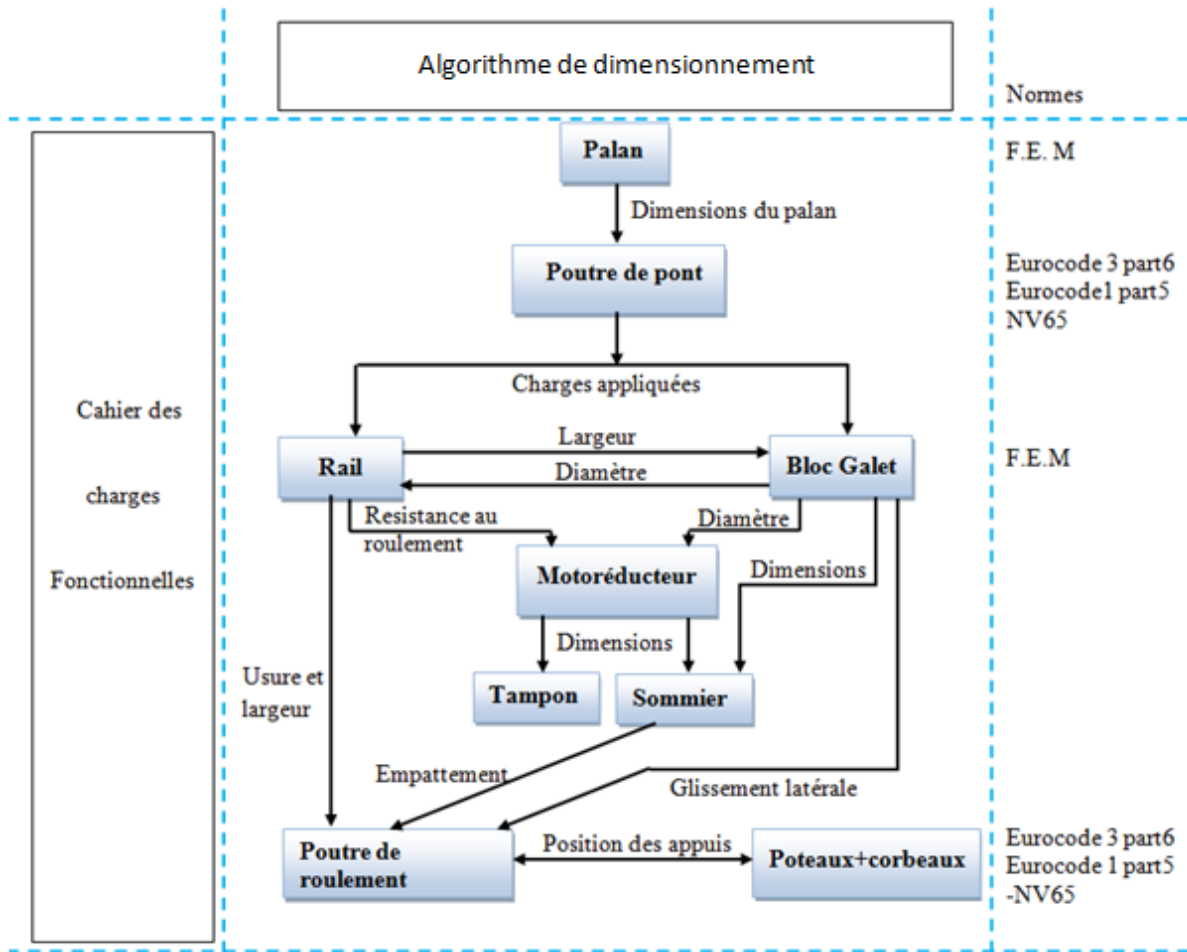 Algorithme de dimensionnement
Normes
Palan
F.E. M
Dimensions du palan
Poutre de pont
Eurocode 3 part6
Eurocode1 part5
NV65
Charges appliquées
Cahier des
charges
Fonctionnelles
Largeur
Rail
Bloc Galet
F.E.M
Diamètre
Resistance au
roulement
Diamètre
Motoréducteur
Dimensions
Dimensions
Usure et
largeur
Tampon
Sommier
Empattement
Glissement latérale
Poutre de
roulement
Position des appuis
Poteaux+corbeaux
Eurocode 3 part6
Eurocode 1 part5
-NV65